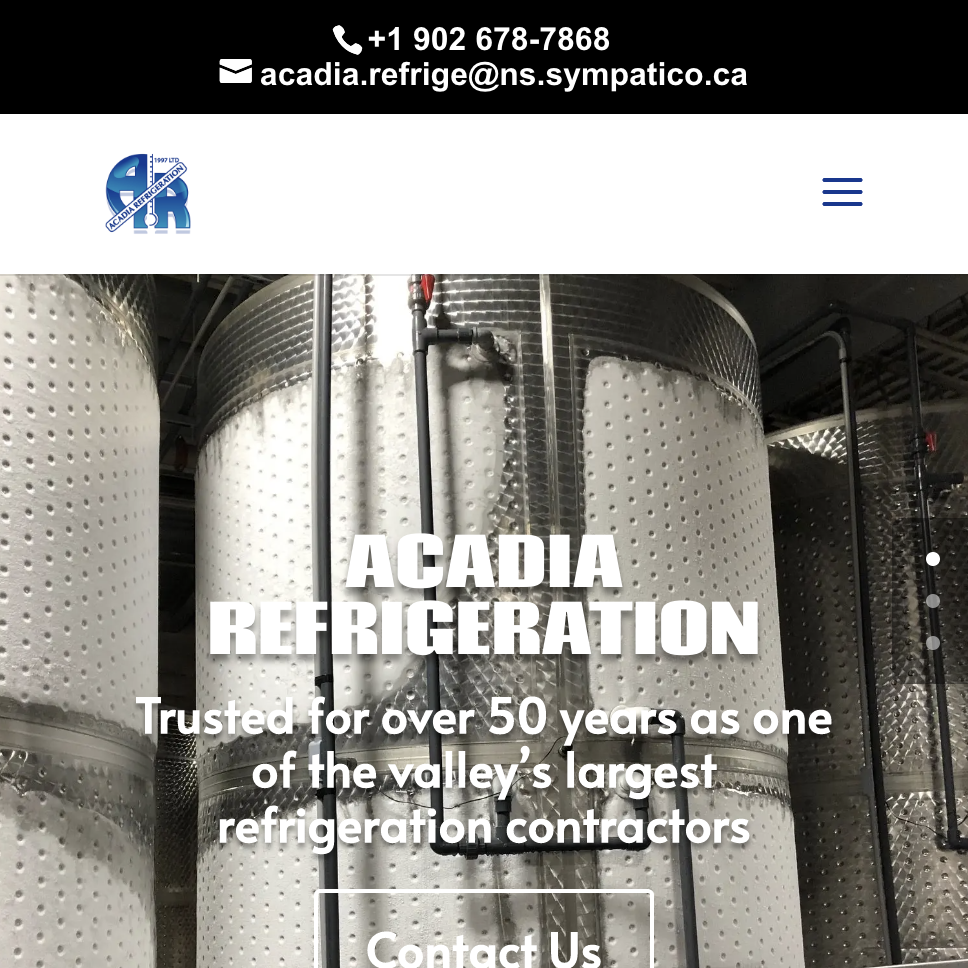 +1 902 678-7868
acadia.refrige@ns.sympatico.ca
1997 LTD
AR
ACADIA REFRIGERATION
ACADIA
REFRIGERATION
Trusted for over 50 years as one
of the valley’s largest
refrigeration contractors
Contact Us